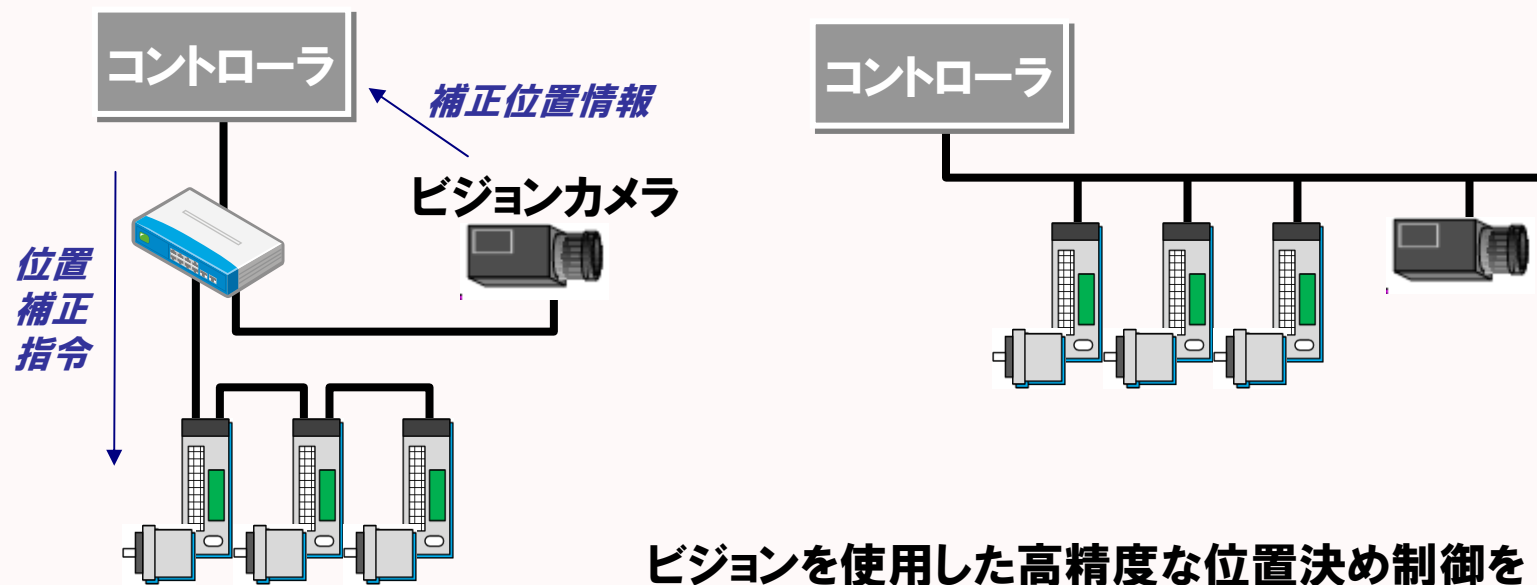 コントローラ
補正位置情報
ビジョンカメラ
位置
補正
指令
コントローラ
ビジョンを使用した高精度な位置決め制御を